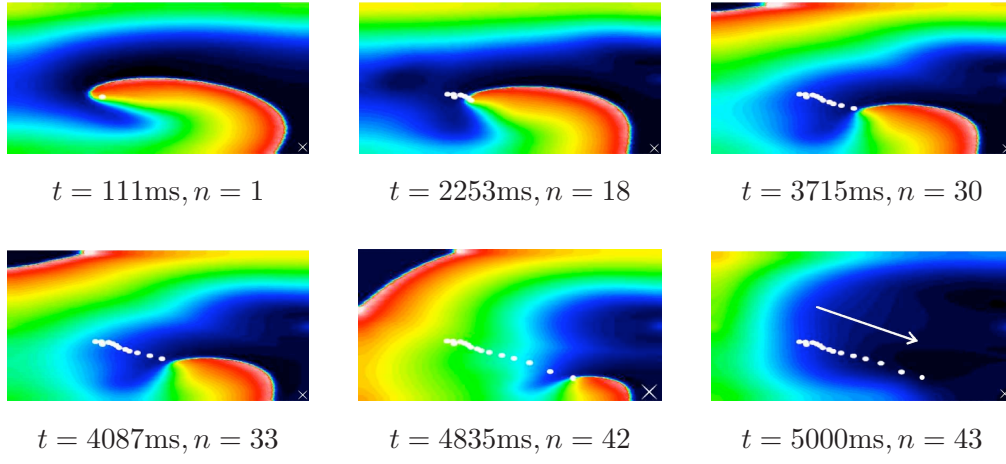 t = 111ms, n = 1
t = 2253ms, n = 18
t = 3715ms, n = 30
t = 4087ms, n = 33
t = 4835ms, n = 42
t = 5000ms, n = 43